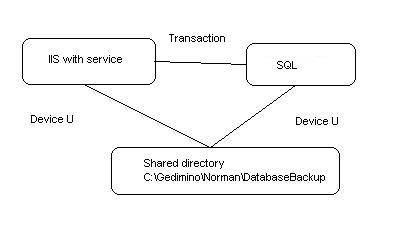 Transaction
IIS with service
SQL
Device U
Device U
Shared directory
C:\Gedimino\Norman\DatabaseBackup